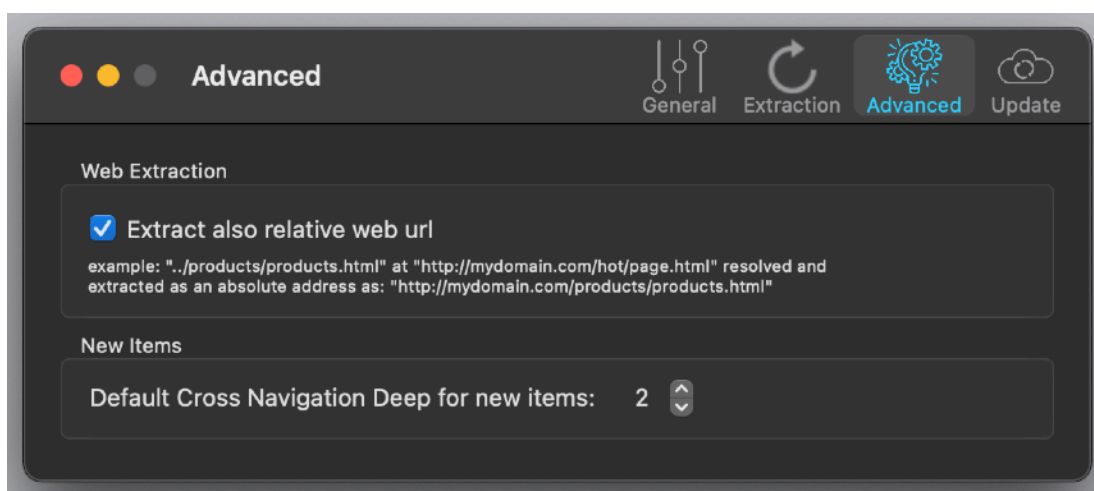 Advanced
General Extraction Advanced Update
Web Extraction
Extract also relative web url
example: "../products/products.html" at "http://mydomain.com/hot/page.html" resolved and
extracted as an absolute address as: "http://mydomain.com/products/products.html"
New Items
Default Cross Navigation Deep for new items: 2